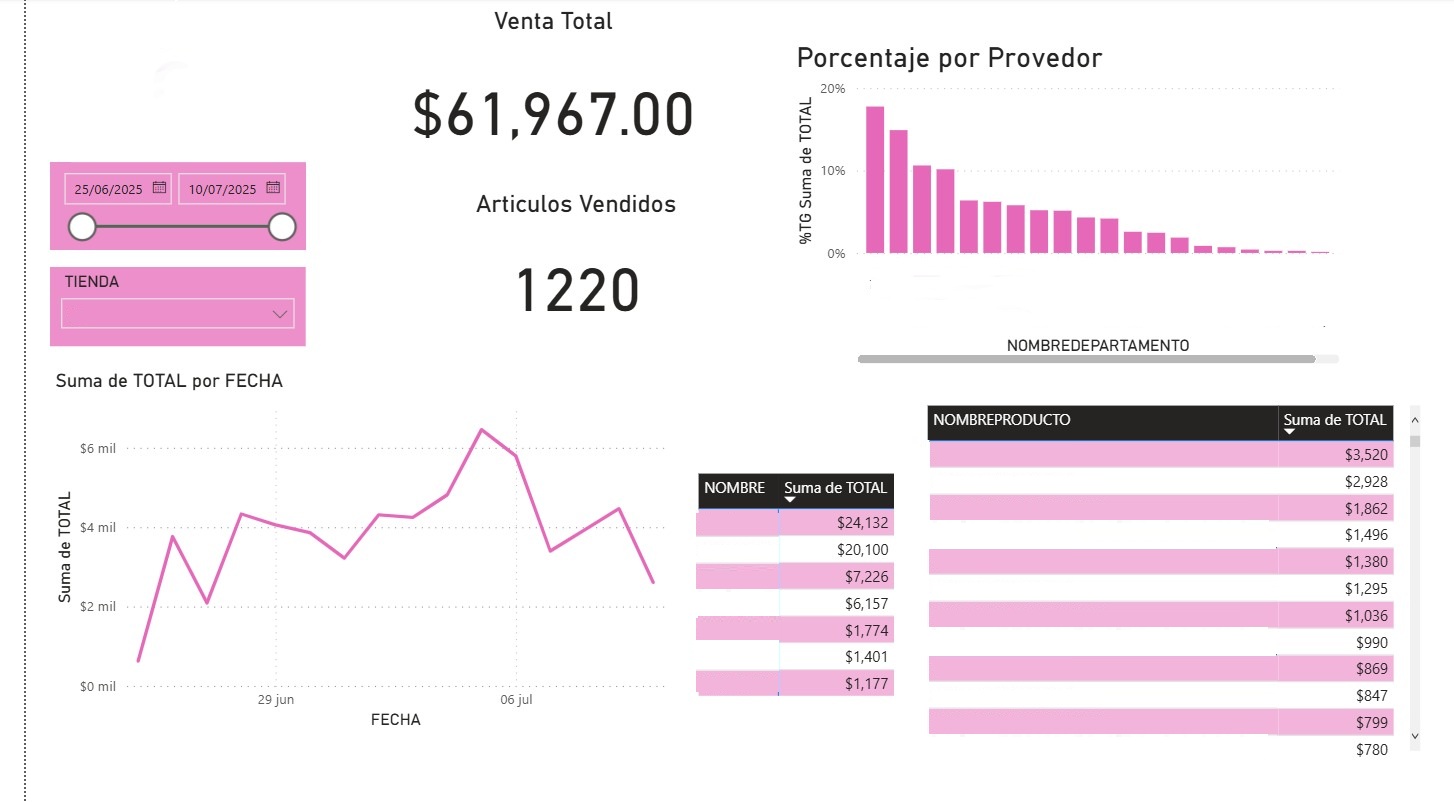 Venta Total
$61,967.00
Articulos Vendidos
1220
25/06/2025 10/07/2025
TIENDA
Porcentaje por Provedor
%TG Suma de TOTAL
20%
10%
0%
NOMBREDEPARTAMENTO
Suma de TOTAL por FECHA
Suma de TOTAL
$6 mil
$4 mil
$2 mil
$0 mil
29 jun 06 jul
FECHA
NOMBRE Suma de TOTAL
$24,132
$20,100
$7,226
$6,157
$1,774
$1,401
$1,177
NOMBREPRODUCTO Suma de TOTAL
$3,520
$2,928
$1,862
$1,496
$1,380
$1,295
$1,036
$990
$869
$847
$799
$780